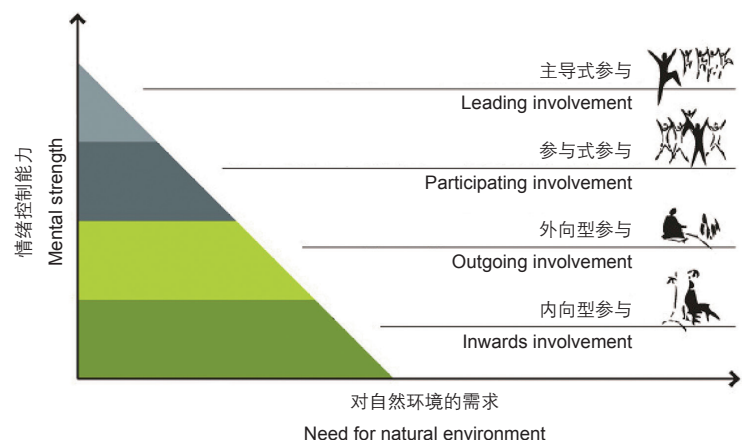 主导式参与
Leading involvement
参与式参与
Participating involvement
外向型参与
Outgoing involvement
内向型参与
Inwards involvement
情绪控制能力
Mental strength
对自然环境的需求
Need for natural environment